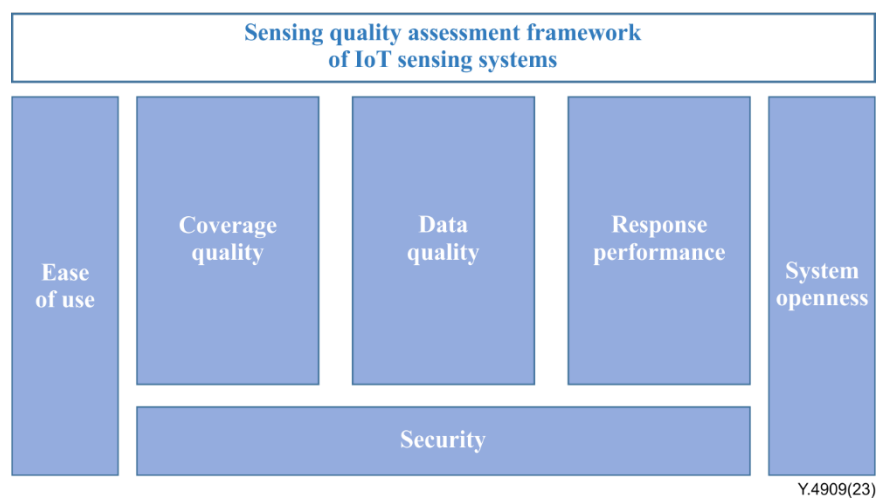 Sensing quality assessment framework
of IoT sensing systems
Ease
of use
Coverage
quality
Data
quality
Response
performance
System
openness
Security
Y.4909(23)